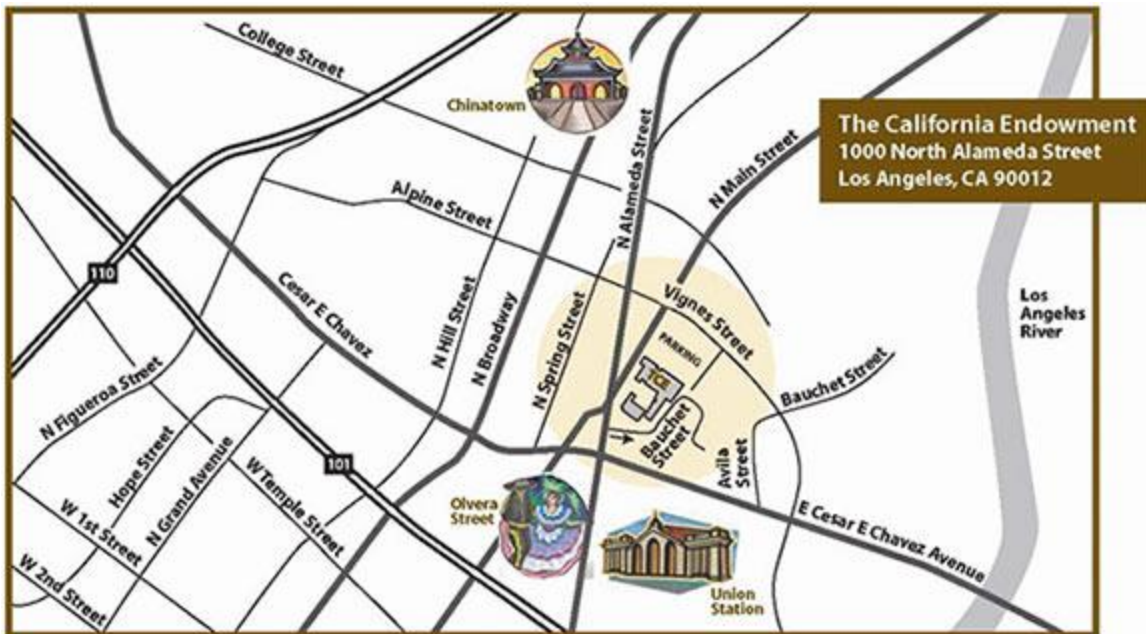 College Street
Chinatown
The California Endowment
1000 North Alameda Street
Los Angeles, CA 90012
N Alameda Street
N Main Street
Alpine Street
110
Cesar E Chavez
N Hill Street
N Broadway
N Spring Street
Vignes Street
PARKING
TCE
Los
Angeles
River
N Figueroa Street
Hope Street
N Grand Avenue
101
W Temple Street
Bauchet
Street
Bauchet Street
Avila
Street
W 1st Street
W 2nd Street
Olvera
Street
E Cesar E Chavez Avenue
Union
Station